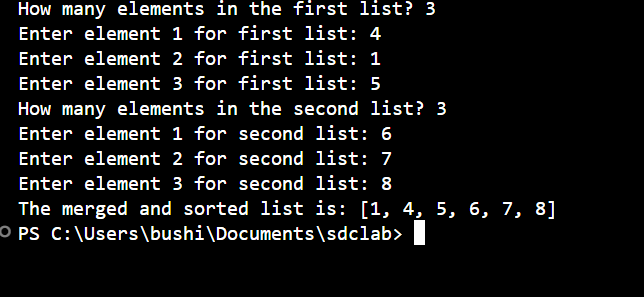 How many elements in the first list? 3
Enter element 1 for first list: 4
Enter element 2 for first list: 1
Enter element 3 for first list: 5
How many elements in the second list? 3
Enter element 1 for second list: 6
Enter element 2 for second list: 7
Enter element 3 for second list: 8
The merged and sorted list is: [1, 4, 5, 6, 7, 8]
PS C:\Users\bushi\Documents\sdclab>